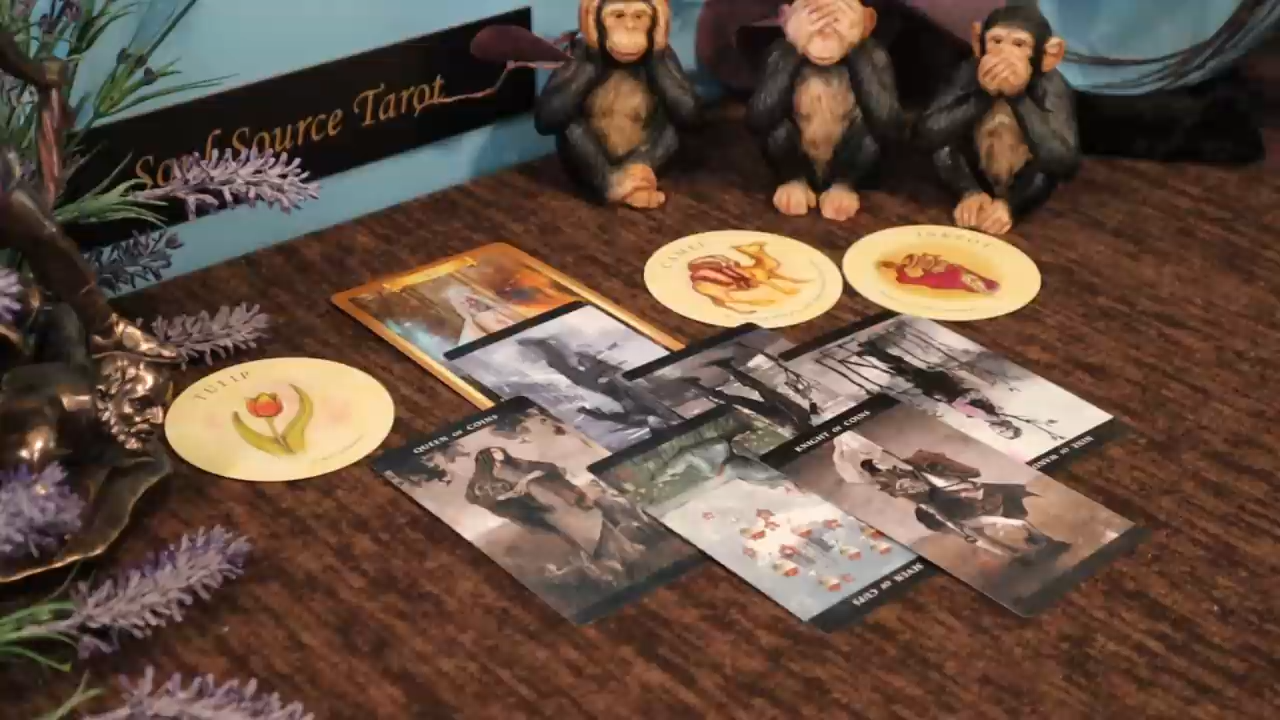 Soul Source Tarot
CAMEL
TULIP
QUEEN OF COINS
KNIGHT OF COINS
SEVEN OF CUPS